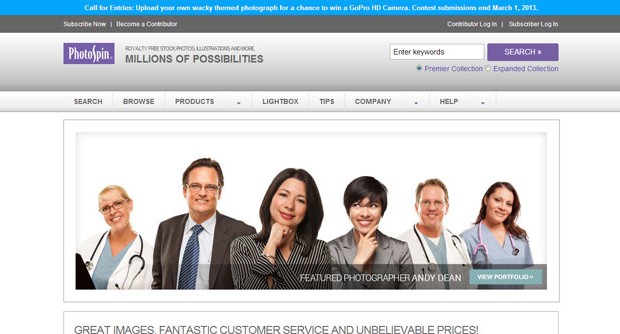 Call for Entries: Upload your own wacky themed photograph for a chance to win a GoPro HD Camera. Contest submissions end March 1, 2013.
Subscribe Now | Become a Contributor
Contributor Log in | Subscriber Log in
PhotoSpin
ROYALTY FREE STOCK PHOTOS, ILLUSTRATIONS AND MORE.
MILLIONS OF POSSIBILITIES
Enter keywords
SEARCH »
Premier Collection Expanded Collection
SEARCH BROWSE PRODUCTS LIGHTBOX TIPS COMPANY HELP
FEATURED PHOTOGRAPHER ANDY DEAN
VIEW PORTFOLIO »
GREAT IMAGES, FANTASTIC CUSTOMER SERVICE AND UNBELIEVABLE PRICES!